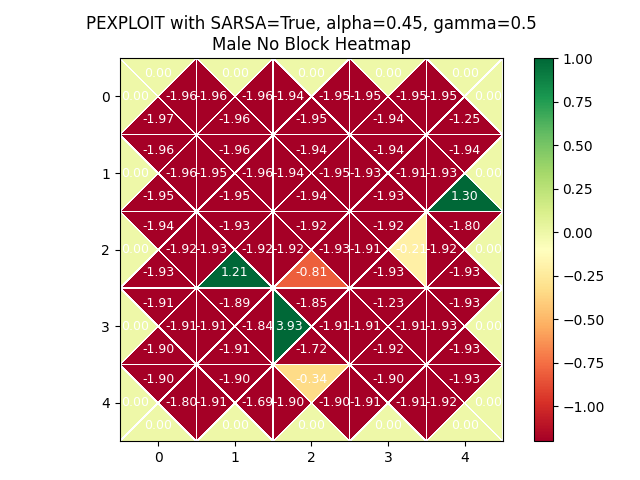 PEXPLOIT with SARSA=True, alpha=0.45, gamma=0.5
Male No Block Heatmap
0.00 0.00 0.00 0.00 0.00
0 0.00 -1.96 -1.96 -1.96 -1.94 -1.95 -1.95 -1.95 -1.95 0.00
-1.97 -1.96 -1.95 -1.94 -1.25
-1.96 -1.96 -1.94 -1.94 -1.94
1 0.00 -1.96 -1.95 -1.96 -1.94 -1.95 -1.93 -1.91 -1.93 0.00
-1.95 -1.95 -1.94 -1.93 1.30
-1.94 -1.93 -1.92 -1.92 -1.80
2 0.00 -1.92 -1.93 -1.92 -1.92 -1.93 -1.91 -0.21 -1.92 0.00
-1.93 1.21 -0.81 -1.93 -1.93
-1.91 -1.89 -1.85 -1.23 -1.93
3 0.00 -1.91 -1.91 -1.84 3.93 -1.91 -1.91 -1.91 -1.93 0.00
-1.90 -1.91 -1.72 -1.92 -1.93
-1.90 -1.90 -0.34 -1.90 -1.93
4 0.00 -1.80 -1.91 -1.69 -1.90 -1.90 -1.91 -1.91 -1.92 0.00
0.00 0.00 0.00 0.00 0.00
0 1 2 3 4
1.00
0.75
0.50
0.25
0.00
−0.25
−0.50
−0.75
−1.00